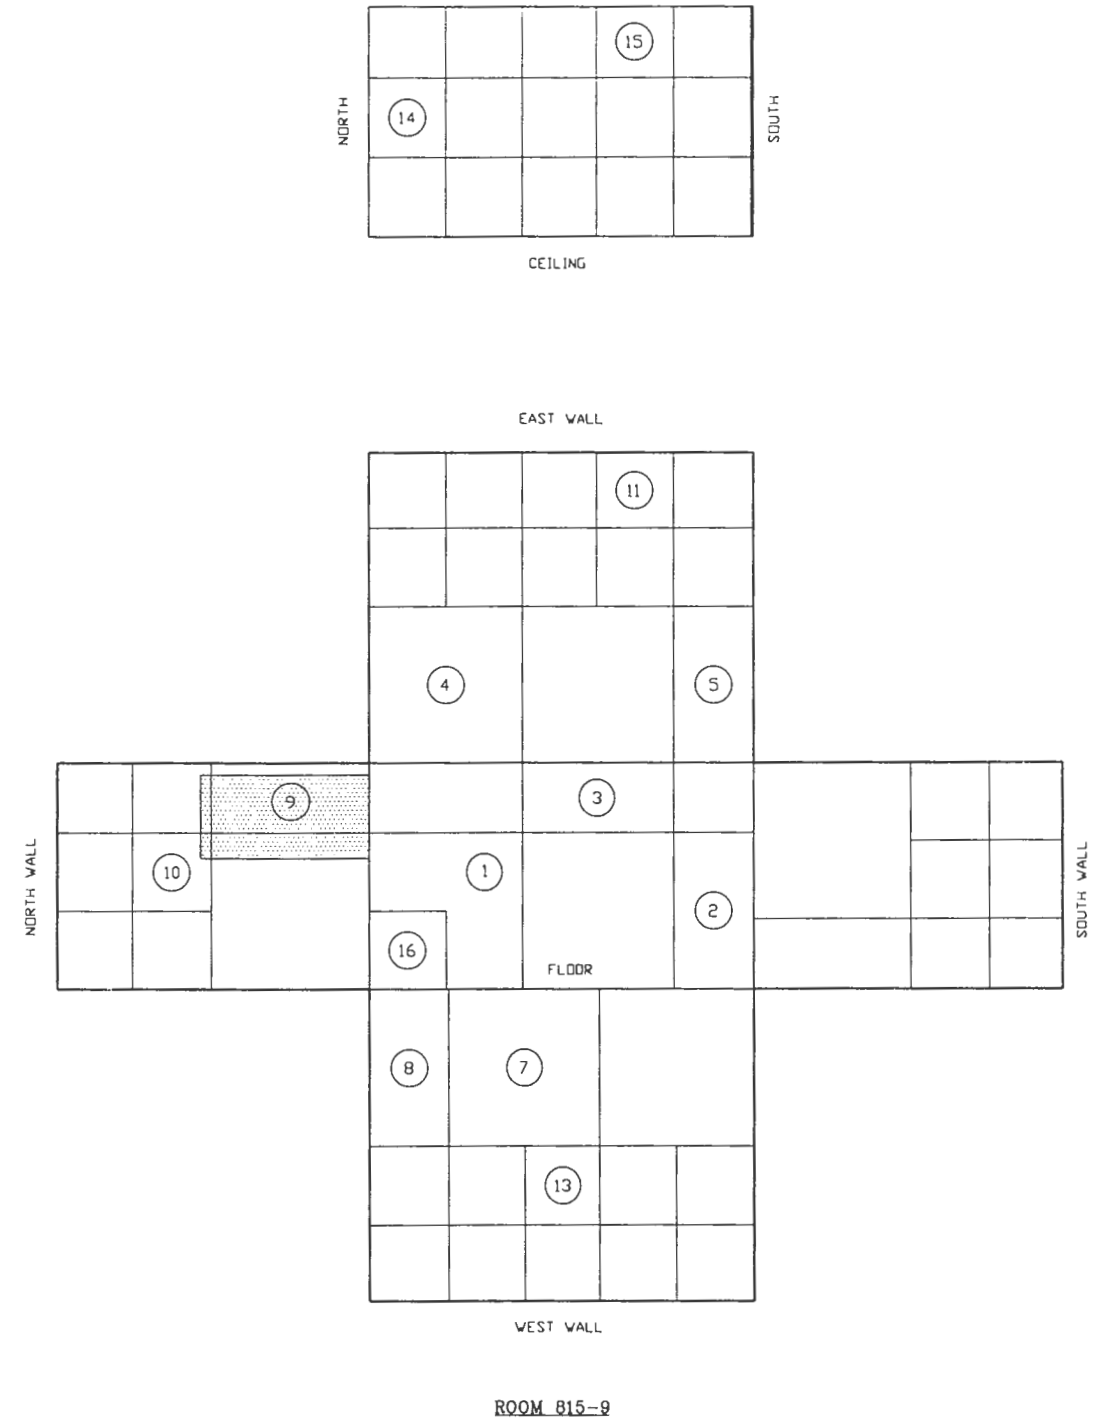 15
NORTH
14
SOUTH
CEILING
EAST WALL
11
4
5
9
3
NORTH WALL
10
1
2
SOUTH WALL
16
FLOOR
8
7
13
WEST WALL
ROOM 815-9